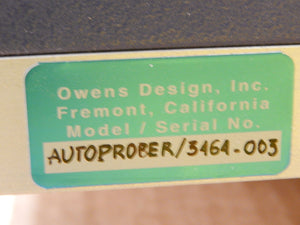 Owens Design, Inc.
Fremont, California
Model / Serial No.
AUTOPROBER/3464-003